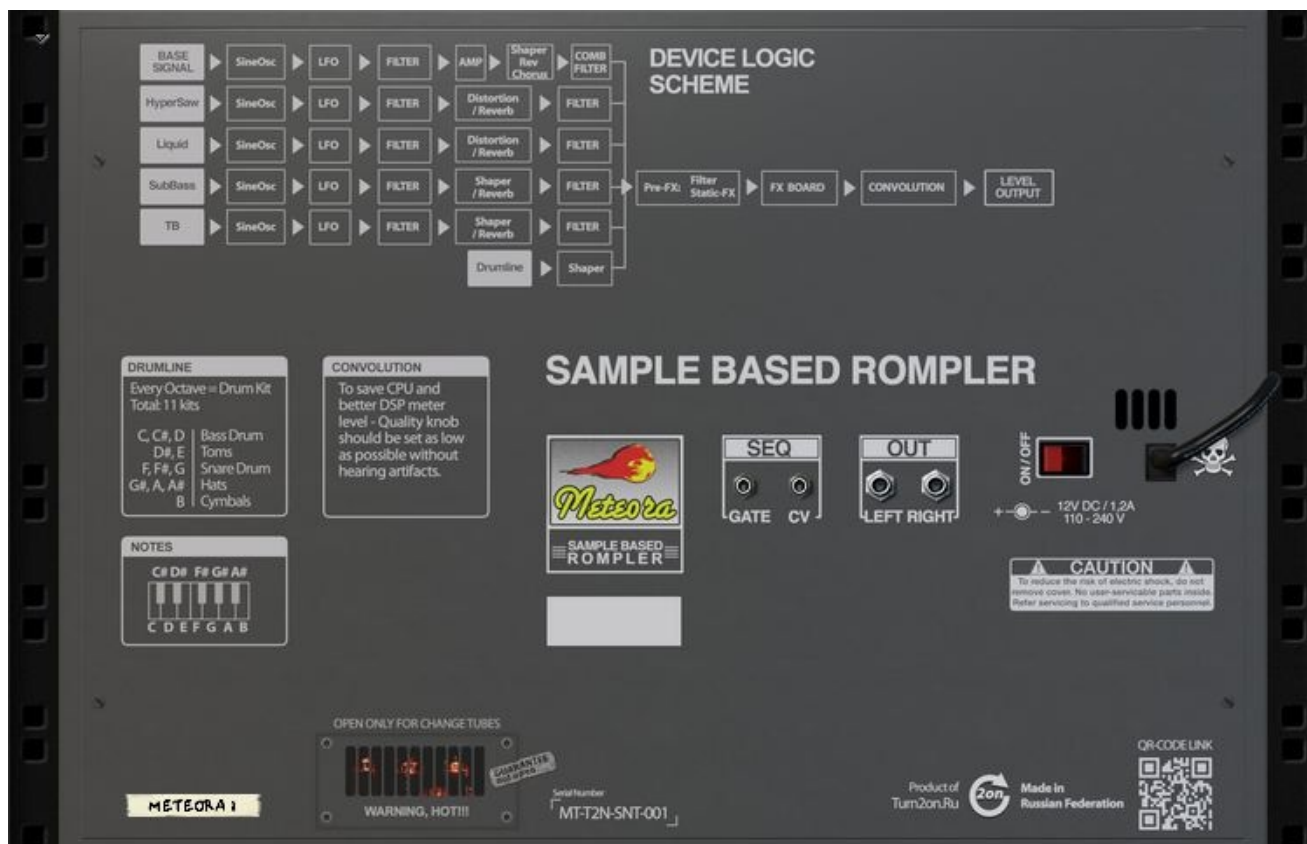 DEVICE LOGIC
SCHEME
BASE
SIGNAL
SineOsc
LFO
FILTER
AMP
Shaper
Rev
Chorus
COMB
FILTER
HyperSaw
SineOsc
LFO
FILTER
Distortion
/ Reverb
FILTER
Liquid
SineOsc
LFO
FILTER
Distortion
/ Reverb
FILTER
SubBass
SineOsc
LFO
FILTER
Shaper
/ Reverb
FILTER
Pre-FX: Filter
Static-FX
FX BOARD
CONVOLUTION
LEVEL
OUTPUT
TB
SineOsc
LFO
FILTER
Shaper
/ Reverb
FILTER
Drumline
Shaper
DRUMLINE
Every Octave = Drum Kit
Total: 11 kits
C, C#, D | Bass Drum
D#, E | Toms
F, F#, G | Snare Drum
G#, A, A# | Hats
B | Cymbals
CONVOLUTION
To save CPU and
better DSP meter
level - Quality knob
should be set as low
as possible without
hearing artifacts.
SAMPLE BASED ROMPLER
Meteora
SAMPLE BASED
ROMPLER
SEQ
GATE CV
OUT
LEFT RIGHT
ON / OFF
12V DC / 1,2A
110 - 240 V
CAUTION
To reduce the risk of electric shock, do not
remove cover. No user-servicable parts inside.
Refer servicing to qualified service personnel.
NOTES
C# D# F# G# A#
C D E F G A B
OPEN ONLY FOR CHANGE TUBES
WARNING, HOT!!!
GUARANTEE
METEORA 1
Serial Number
MT-T2N-SNT-001
Product of
Turn2on.Ru
2on
Made in
Russian Federation
QR-CODE LINK